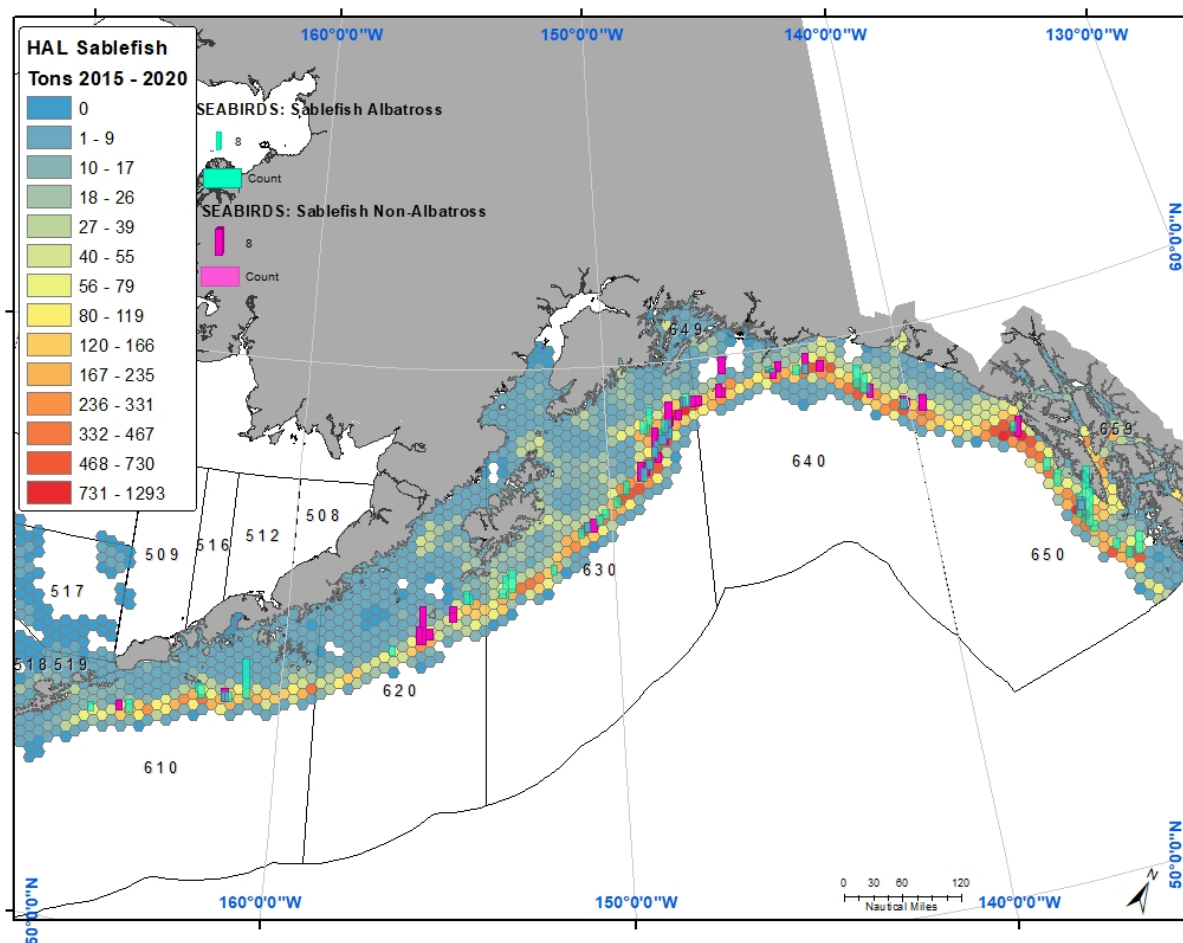 160°0'0"W
150°0'0"W
140°0'0"W
130°0'0"W
HAL Sablefish
Tons 2015 - 2020
0
1 - 9
10 - 17
18 - 26
27 - 39
40 - 55
56 - 79
80 - 119
120 - 166
167 - 235
236 - 331
332 - 467
468 - 730
731 - 1293
SEABIRDS: Sablefish Albatross
8
Count
SEABIRDS: Sablefish Non-Albatross
8
Count
60°0'0"N
649
659
640
508
512
516
509
517
630
650
518
519
620
610
50°0'0"N
50°0'0"N
0 30 60 120
Nautical Miles
N
160°0'0"W
150°0'0"W
140°0'0"W